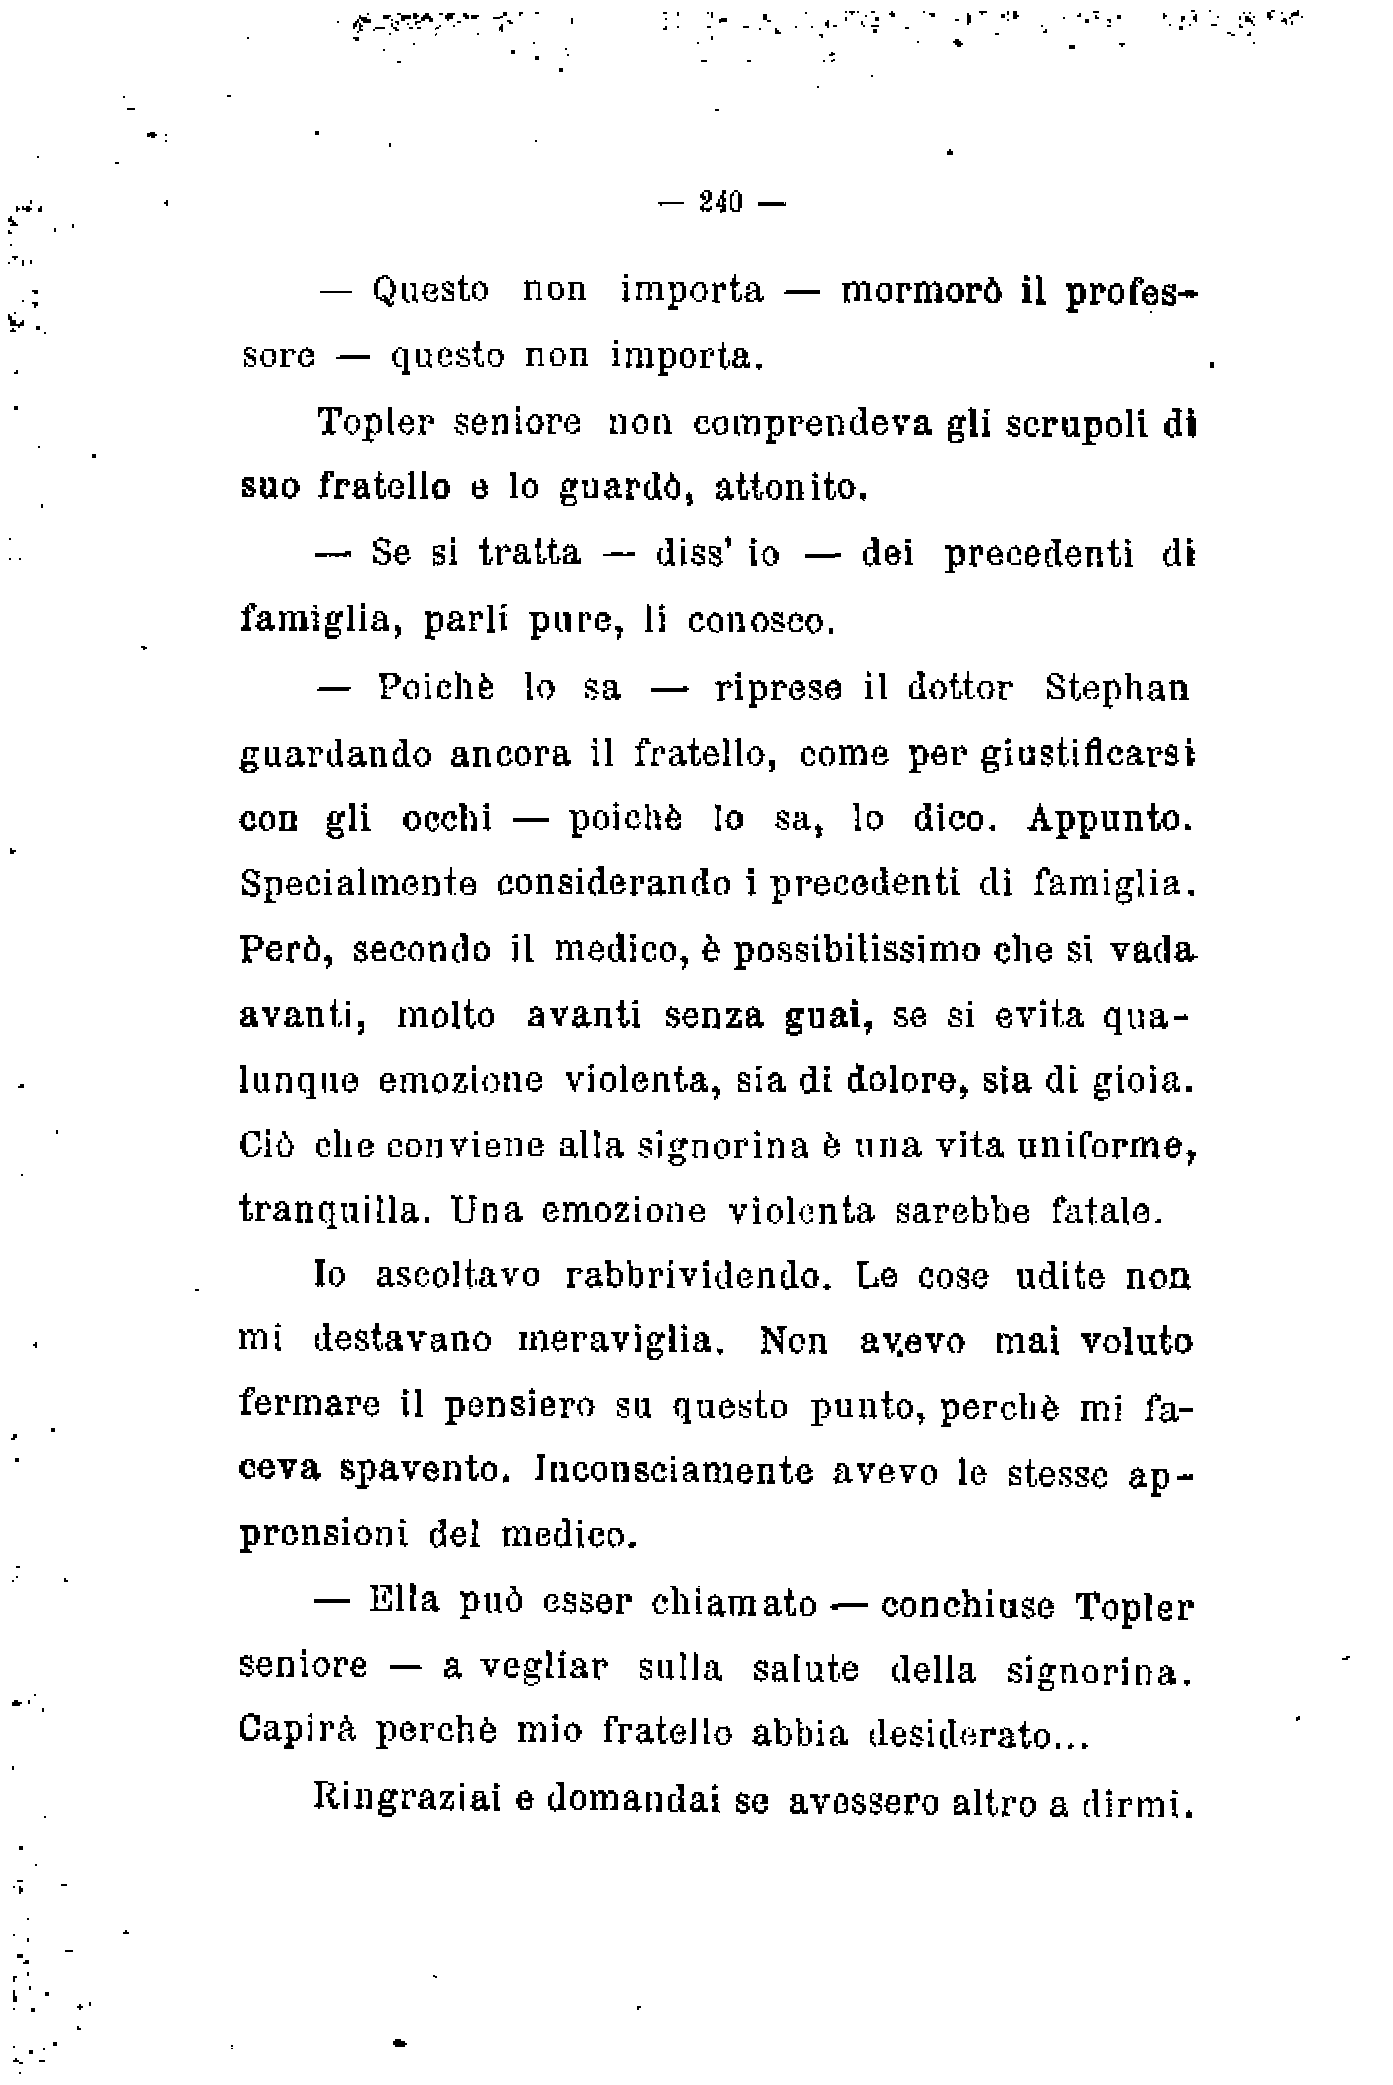 — 240 —
— Questo non importa — mormorò il profes-
sore — questo non importa.
Topler seniore non comprendeva gli scrupoli di
suo fratello e lo guardò, attonito.
— Se si tratta — diss' io — dei precedenti di
famiglia, parli pure, li conosco.
— Poichè lo sa — riprese il dottor Stephan
guardando ancora il fratello, come per giustificarsi
con gli occhi — poichè lo sa, lo dico. Appunto.
Specialmente considerando i precedenti di famiglia.
Però, secondo il medico, è possibilissimo che si vada
avanti, molto avanti senza guai, se si evita qua-
lunque emozione violenta, sia di dolore, sia di gioia.
Ciò che conviene alla signorina è una vita uniforme,
tranquilla. Una emozione violenta sarebbe fatale.
Io ascoltavo rabbrividendo. Le cose udite non
mi destavano meraviglia. Non avevo mai voluto
fermare il pensiero su questo punto, perchè mi fa-
ceva spavento. Inconsciamente avevo le stesse ap-
prensioni del medico.
— Ella può esser chiamato — conchiuse Topler
seniore — a vegliar sulla salute della signorina.
Capirà perchè mio fratello abbia desiderato...
Ringraziai e domandai se avessero altro a dirmi.